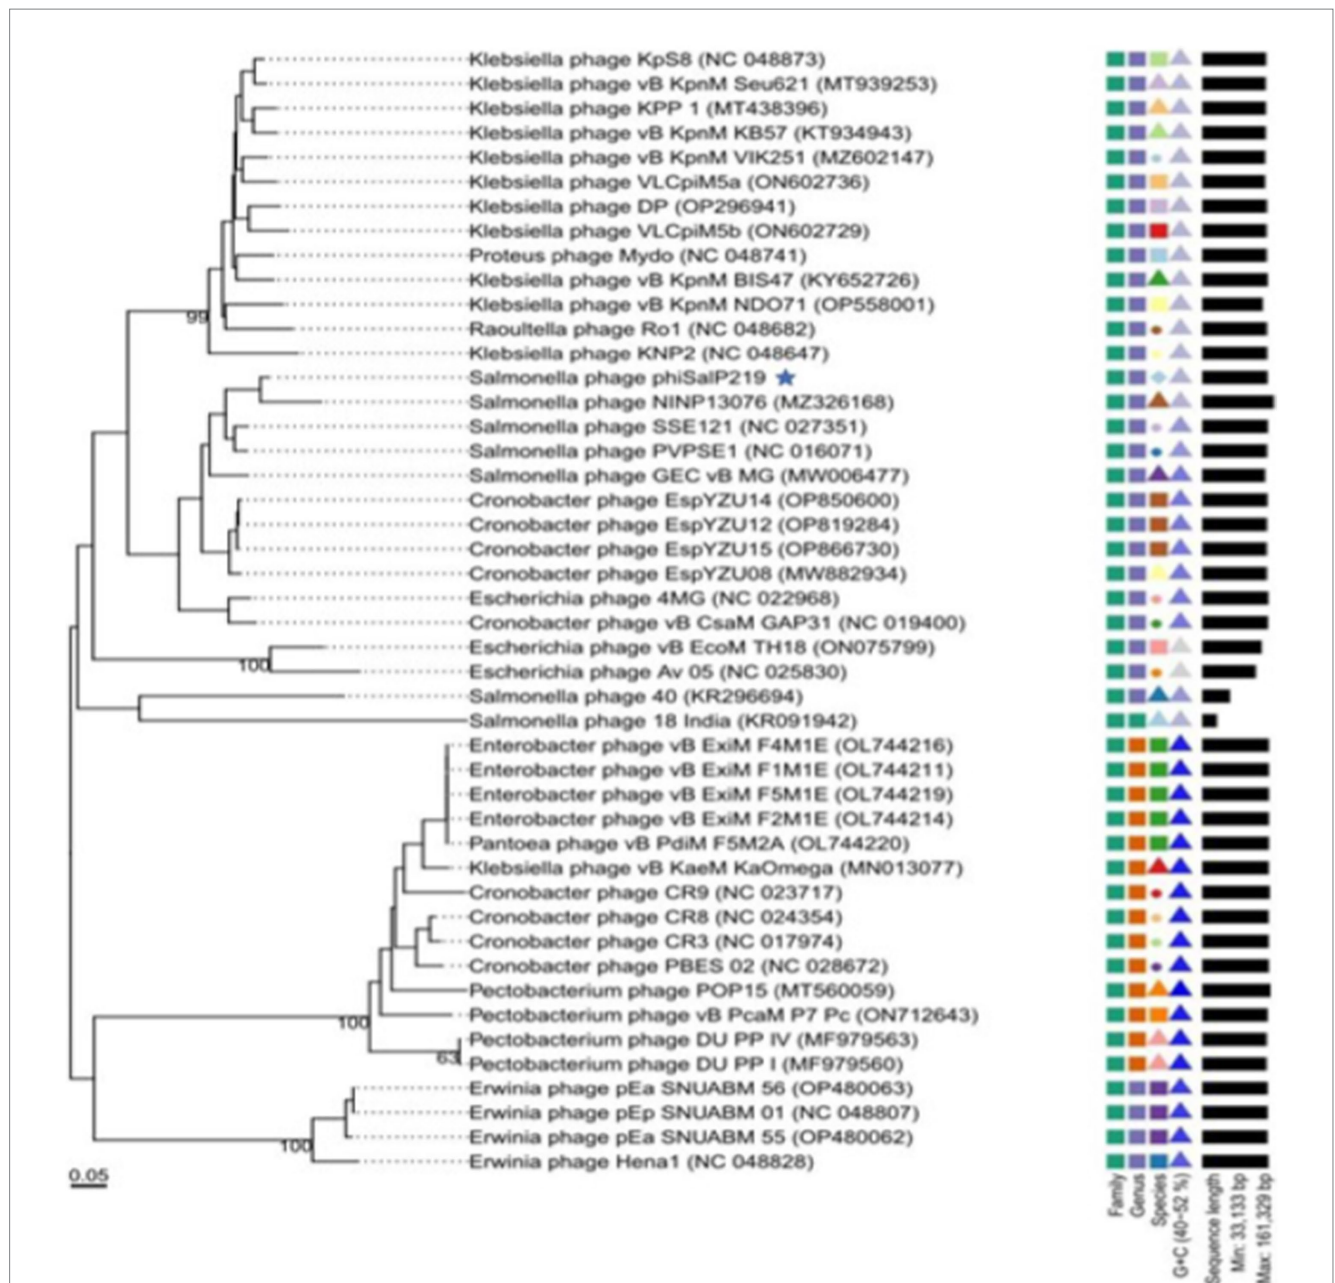 Klebsiella phage KpS8 (NC 048873)
Klebsiella phage vB KpnM Seu621 (MT939253)
Klebsiella phage KPP 1 (MT438396)
Klebsiella phage vB KpnM KB57 (KT934943)
Klebsiella phage vB KpnM VIK251 (MZ602147)
Klebsiella phage VLCpiM5a (ON602736)
Klebsiella phage DP (OP296941)
Klebsiella phage VLCpiM5b (ON602729)
Proteus phage Mydo (NC 048741)
Klebsiella phage vB KpnM BIS47 (KY652726)
Klebsiella phage vB KpnM NDO71 (OP558001)
99
Raoultella phage Ro1 (NC 048682)
Klebsiella phage KNP2 (NC 048647)
Salmonella phage phiSalP219
Salmonella phage NINP13076 (MZ326168)
Salmonella phage SSE121 (NC 027351)
Salmonella phage PVPSE1 (NC 016071)
Salmonella phage GEC vB MG (MW006477)
Cronobacter phage EspYZU14 (OP850600)
Cronobacter phage EspYZU12 (OP819284)
Cronobacter phage EspYZU15 (OP866730)
Cronobacter phage EspYZU08 (MW882934)
Escherichia phage 4MG (NC 022968)
Cronobacter phage vB CsaM GAP31 (NC 019400)
Escherichia phage vB EcoM TH18 (ON075799)
100
Escherichia phage Av 05 (NC 025830)
Salmonella phage 40 (KR296694)
Salmonella phage 18 India (KR091942)
Enterobacter phage vB ExiM F4M1E (OL744216)
Enterobacter phage vB ExiM F1M1E (OL744211)
Enterobacter phage vB ExiM F5M1E (OL744219)
Enterobacter phage vB ExiM F2M1E (OL744214)
Pantoea phage vB PdiM F5M2A (OL744220)
Klebsiella phage vB KaeM KaOmega (MN013077)
Cronobacter phage CR9 (NC 023717)
Cronobacter phage CR8 (NC 024354)
Cronobacter phage CR3 (NC 017974)
Cronobacter phage PBES 02 (NC 028672)
Pectobacterium phage POP15 (MT560059)
Pectobacterium phage vB PcaM P7 Pc (ON712643)
100
Pectobacterium phage DU PP IV (MF979563)
63
Pectobacterium phage DU PP I (MF979560)
Erwinia phage pEa SNUABM 56 (OP480063)
Erwinia phage pEp SNUABM 01 (NC 048807)
Erwinia phage pEa SNUABM 55 (OP480062)
100
Erwinia phage Hena1 (NC 048828)
0.05
Family
Genus
Species
G+C (40-52 %)
Sequence length
Min: 33,133 bp
Max: 161,329 bp